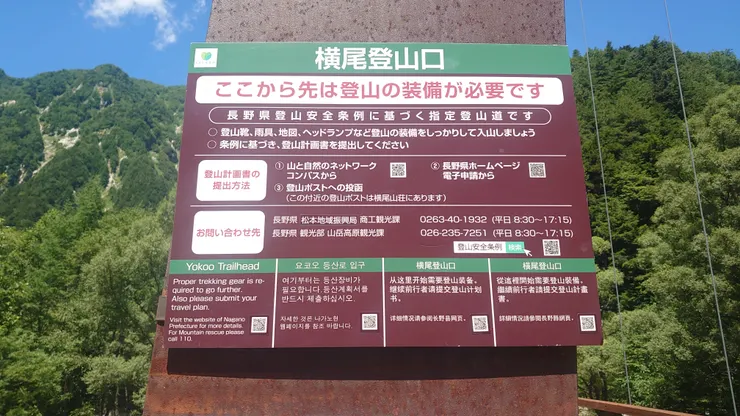 横尾登山口
ここから先は登山の装備が必要です
長野県登山安全条例に基づく指定登山道です
○ 登山靴、雨具、地図、ヘッドランプなど登山の装備をしっかりして入山しましょう
○ 条例に基づき、登山計画書を提出してください
登山計画書の
提出方法
① 山と自然のネットワーク
コンパスから
② 長野県ホームページ
電子申請から
③ 登山ポストへの投函
(この付近の登山ポストは横尾山荘にあります)
お問い合わせ先
長野県 松本地域振興局 商工観光課 0263-40-1932 (平日 8:30~17:15)
長野県 観光部 山岳高原観光課 026-235-7251 (平日 8:30~17:15)
登山安全条例 検索
Yokoo Trailhead
Proper trekking gear is re-
quired to go further.
Also please submit your
travel plan.
Visit the website of Nagano
Prefecture for more details.
For Mountain rescue please
call 110.
요코오 등산로 입구
여기부터는 등산장비가
필요합니다. 등산계획서를
반드시 제출하십시오.
자세한 것은 나가노현
웹페이지를 참조 바랍니다.
横尾登山口
从这里开始需要登山装备。
继续前行者请提交登山计划
书。
详细情况请参阅长野县网页。
橫尾登山口
從這裡開始需要登山裝備。
繼續前行者請提交登山計畫
書。
詳細情況請參閱長野縣網頁。